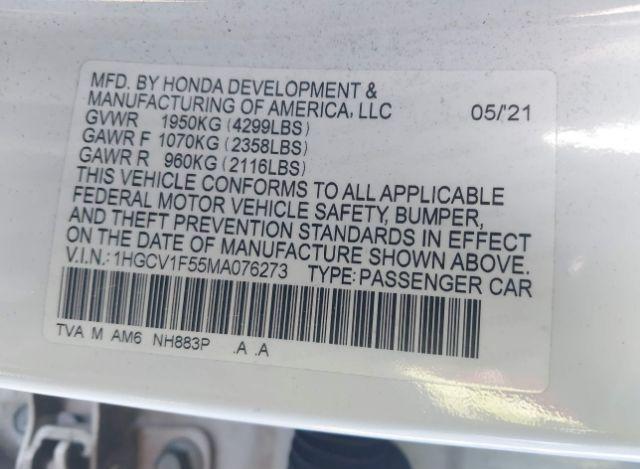 MFD. BY HONDA DEVELOPMENT &
MANUFACTURING OF AMERICA, LLC 05/'21
GVWR 1950KG (4299LBS)
GAWR F 1070KG (2358LBS)
GAWR R 960KG (2116LBS)
THIS VEHICLE CONFORMS TO ALL APPLICABLE
FEDERAL MOTOR VEHICLE SAFETY, BUMPER,
AND THEFT PREVENTION STANDARDS IN EFFECT
ON THE DATE OF MANUFACTURE SHOWN ABOVE.
V.I.N.:1HGCV1F55MA076273 TYPE:PASSENGER CAR
TVA M AM6 NH883P .A .A